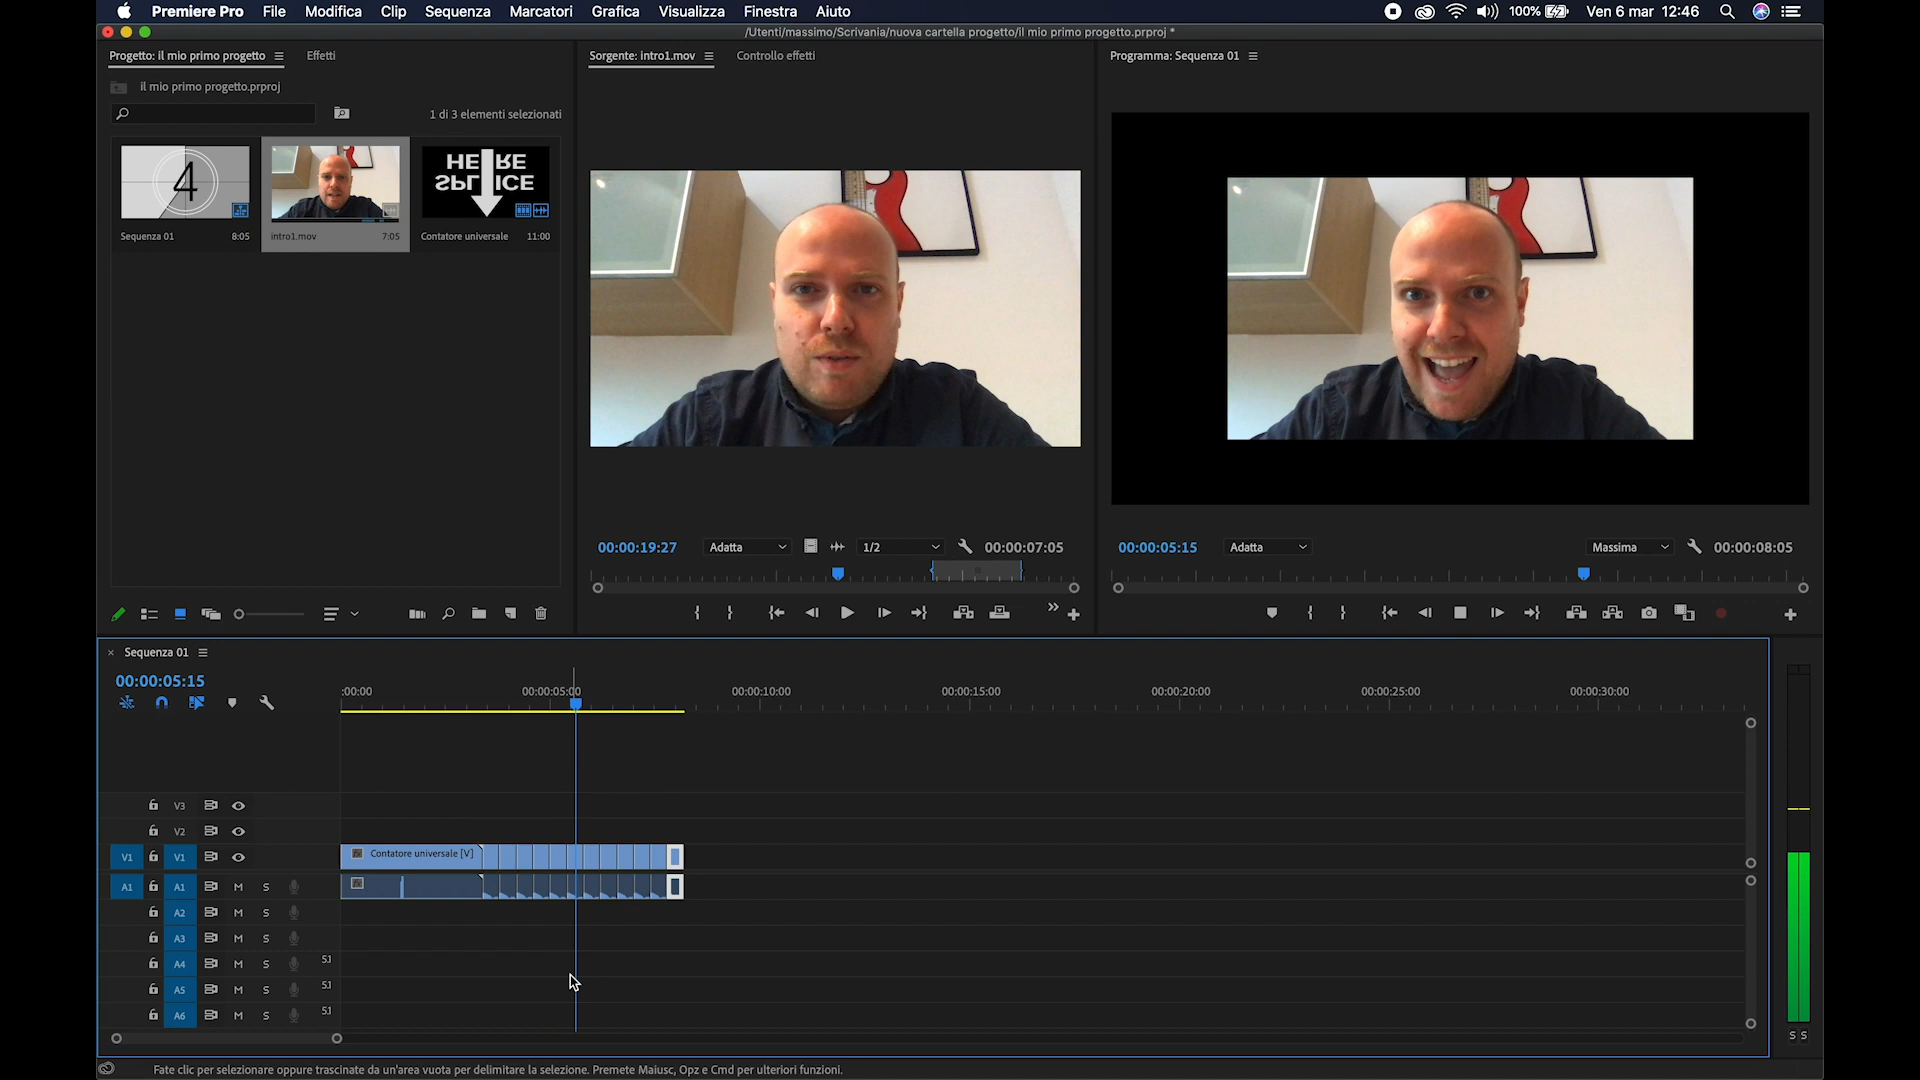 Premiere Pro File Modifica Clip Sequenza Marcatori Grafica Visualizza Finestra Aiuto 100% Ven 6 mar 12:46
/Utenti/massimo/Scrivania/nuova cartella progetto/il mio primo progetto.prproj *
Progetto: il mio primo progetto Effetti
il mio primo progetto.prproj
1 di 3 elementi selezionati
4
HERE
SPLICE
Sequenza 01 8:05 intro1.mov 7:05 Contatore universale 11:00
Sorgente: intro1.mov Controllo effetti
00:00:19:27 Adatta 1/2 00:00:07:05
Programma: Sequenza 01
00:00:05:15 Adatta Massima 00:00:08:05
× Sequenza 01
00:00:05:15
:00:00 00:00:05:00 00:00:10:00 00:00:15:00 00:00:20:00 00:00:25:00 00:00:30:00
V3
V2
V1 V1 Contatore universale [V]
A1 A1 M S
A2 M S
A3 M S
A4 M S 5.1
A5 M S 5.1
A6 M S 5.1
S S
Fate clic per selezionare oppure trascinate da un'area vuota per delimitare la selezione. Premete Maiusc, Opz e Cmd per ulteriori funzioni.